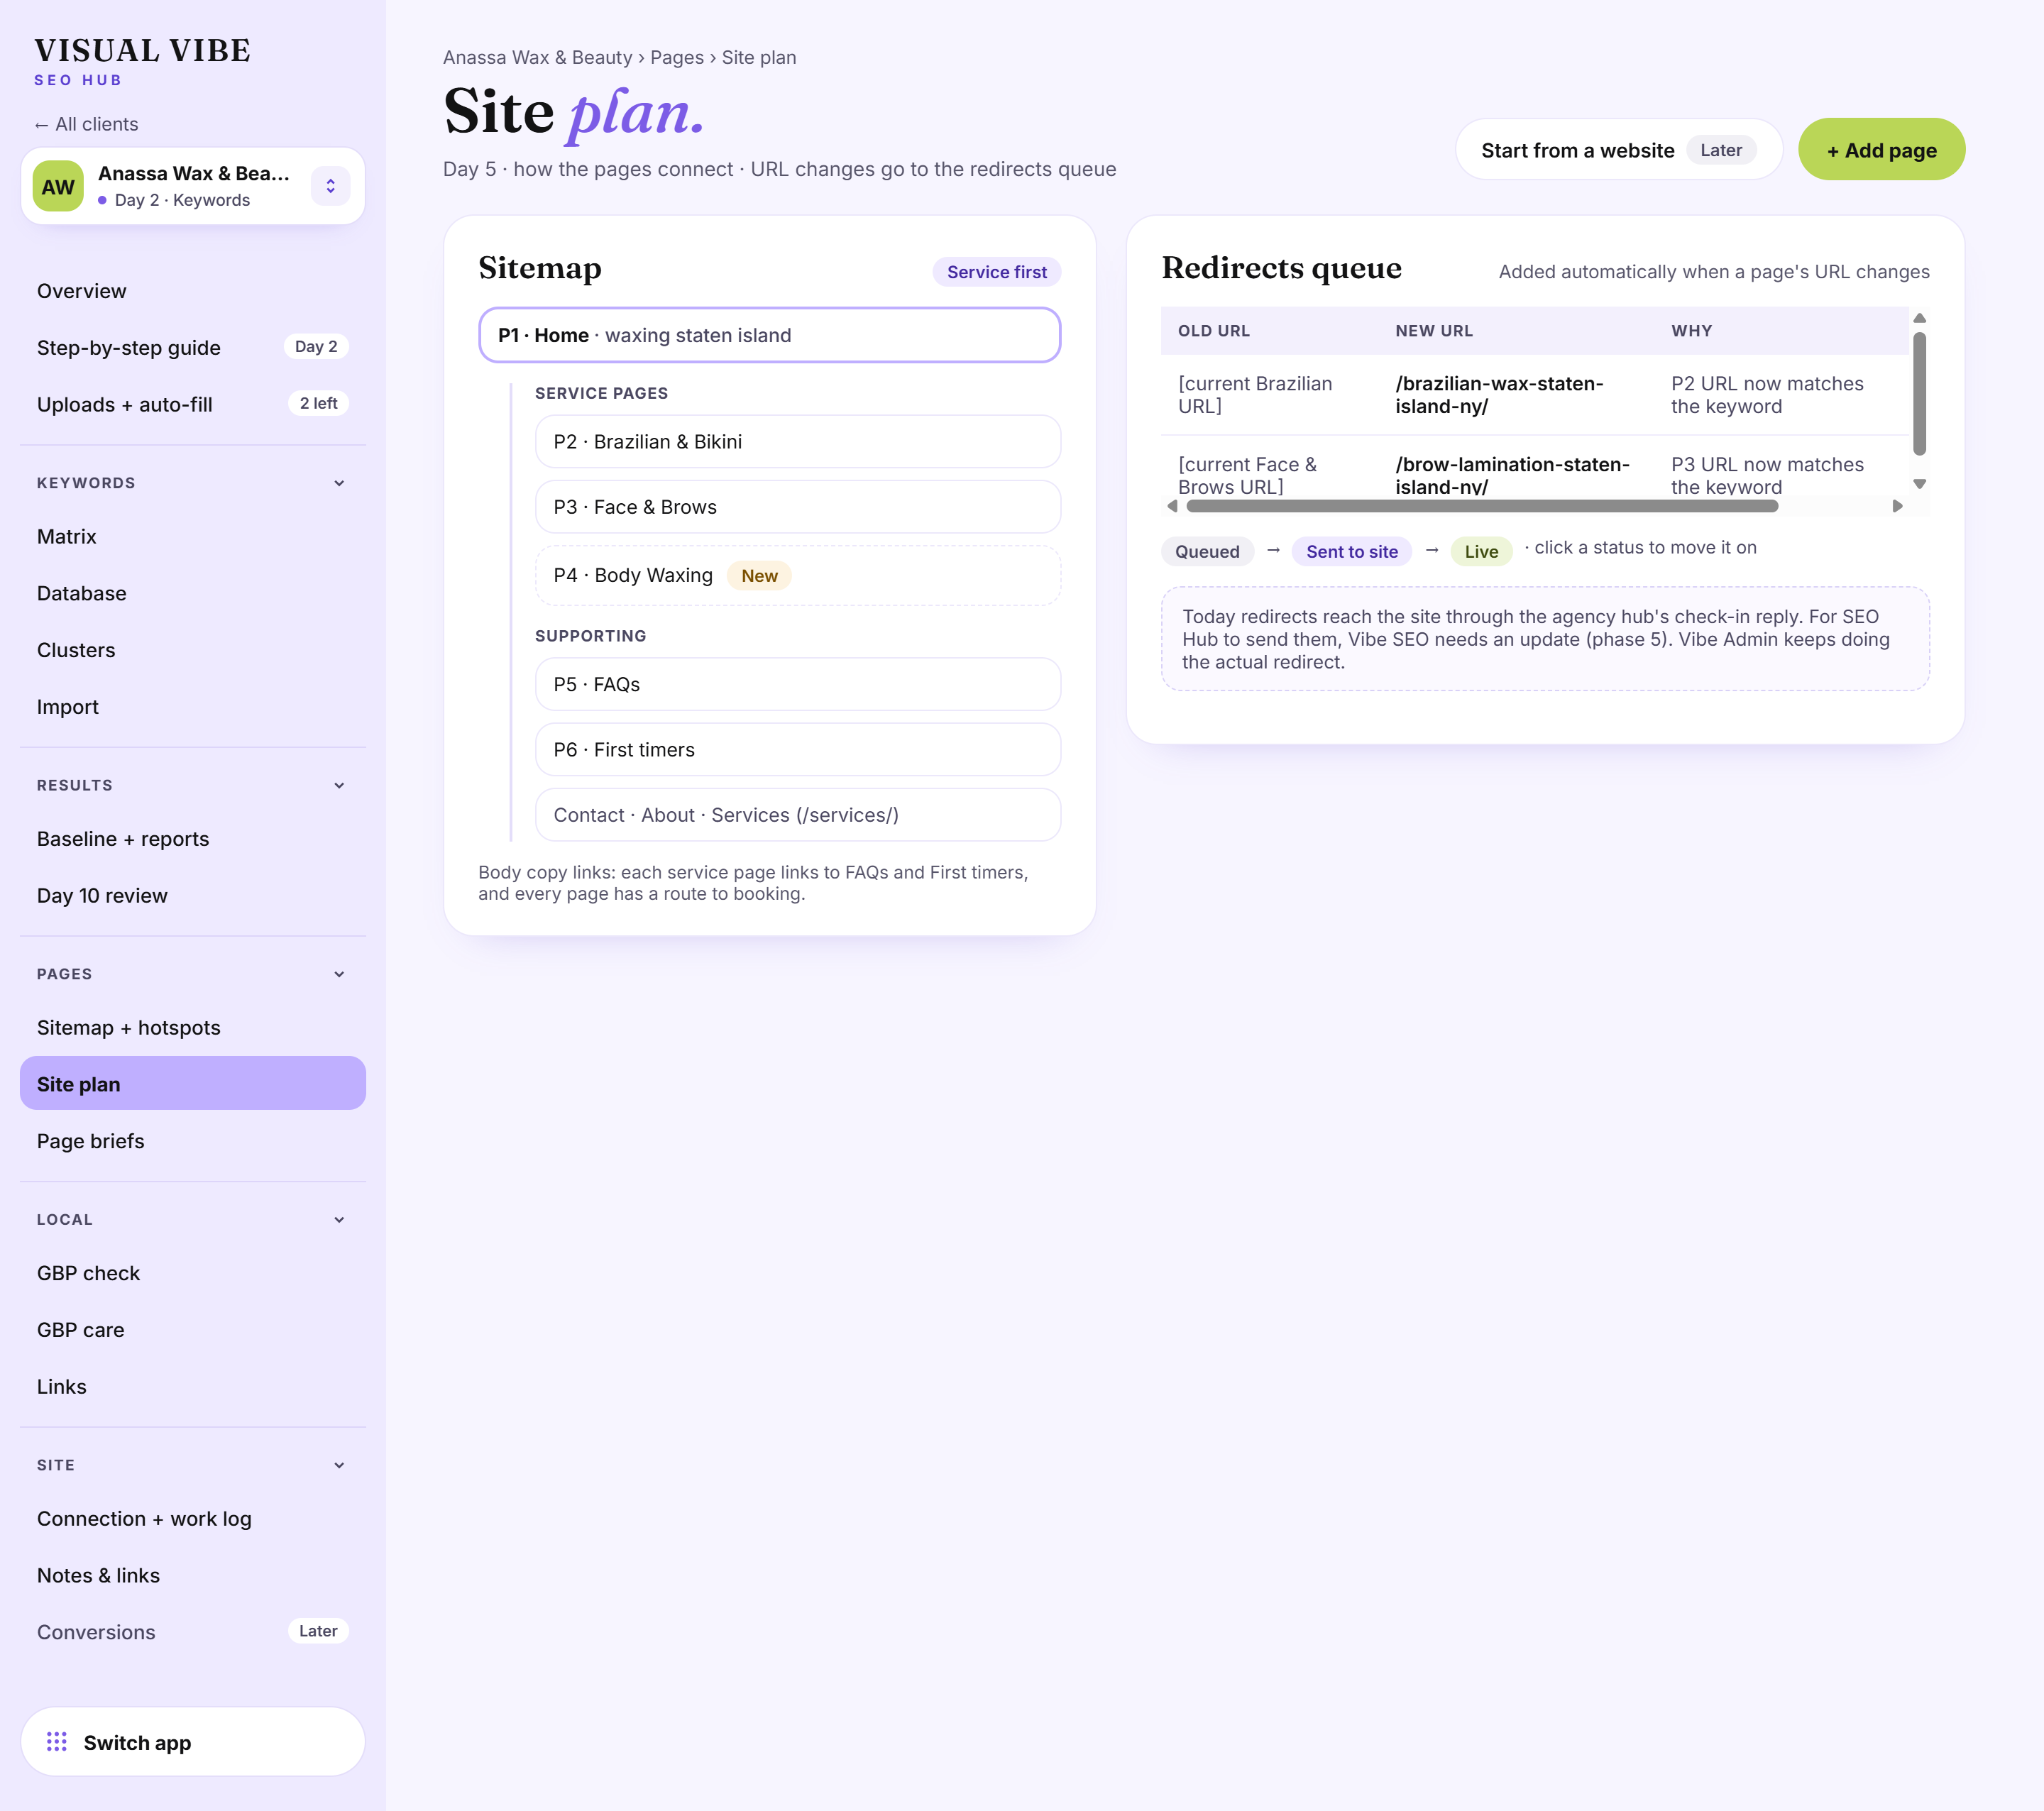 VISUAL VIBE
SEO HUB
← All clients
AW
Anassa Wax & Bea...
Day 2 · Keywords
Overview
Step-by-step guide
Day 2
Uploads + auto-fill
2 left
KEYWORDS
Matrix
Database
Clusters
Import
RESULTS
Baseline + reports
Day 10 review
PAGES
Sitemap + hotspots
Site plan
Page briefs
LOCAL
GBP check
GBP care
Links
SITE
Connection + work log
Notes & links
Conversions
Later
Switch app
Anassa Wax & Beauty › Pages › Site plan
Site plan.
Day 5 · how the pages connect · URL changes go to the redirects queue
Start from a website Later
+ Add page
Sitemap
Service first
P1 · Home · waxing staten island
SERVICE PAGES
P2 · Brazilian & Bikini
P3 · Face & Brows
P4 · Body Waxing New
SUPPORTING
P5 · FAQs
P6 · First timers
Contact · About · Services (/services/)
Body copy links: each service page links to FAQs and First timers,
and every page has a route to booking.
Redirects queue
Added automatically when a page's URL changes
OLD URL
NEW URL
WHY
[current Brazilian
URL]
/brazilian-wax-staten-
island-ny/
P2 URL now matches
the keyword
[current Face &
Brows URL]
/brow-lamination-staten-
island-ny/
P3 URL now matches
the keyword
Queued → Sent to site → Live · click a status to move it on
Today redirects reach the site through the agency hub's check-in reply. For SEO
Hub to send them, Vibe SEO needs an update (phase 5). Vibe Admin keeps doing
the actual redirect.